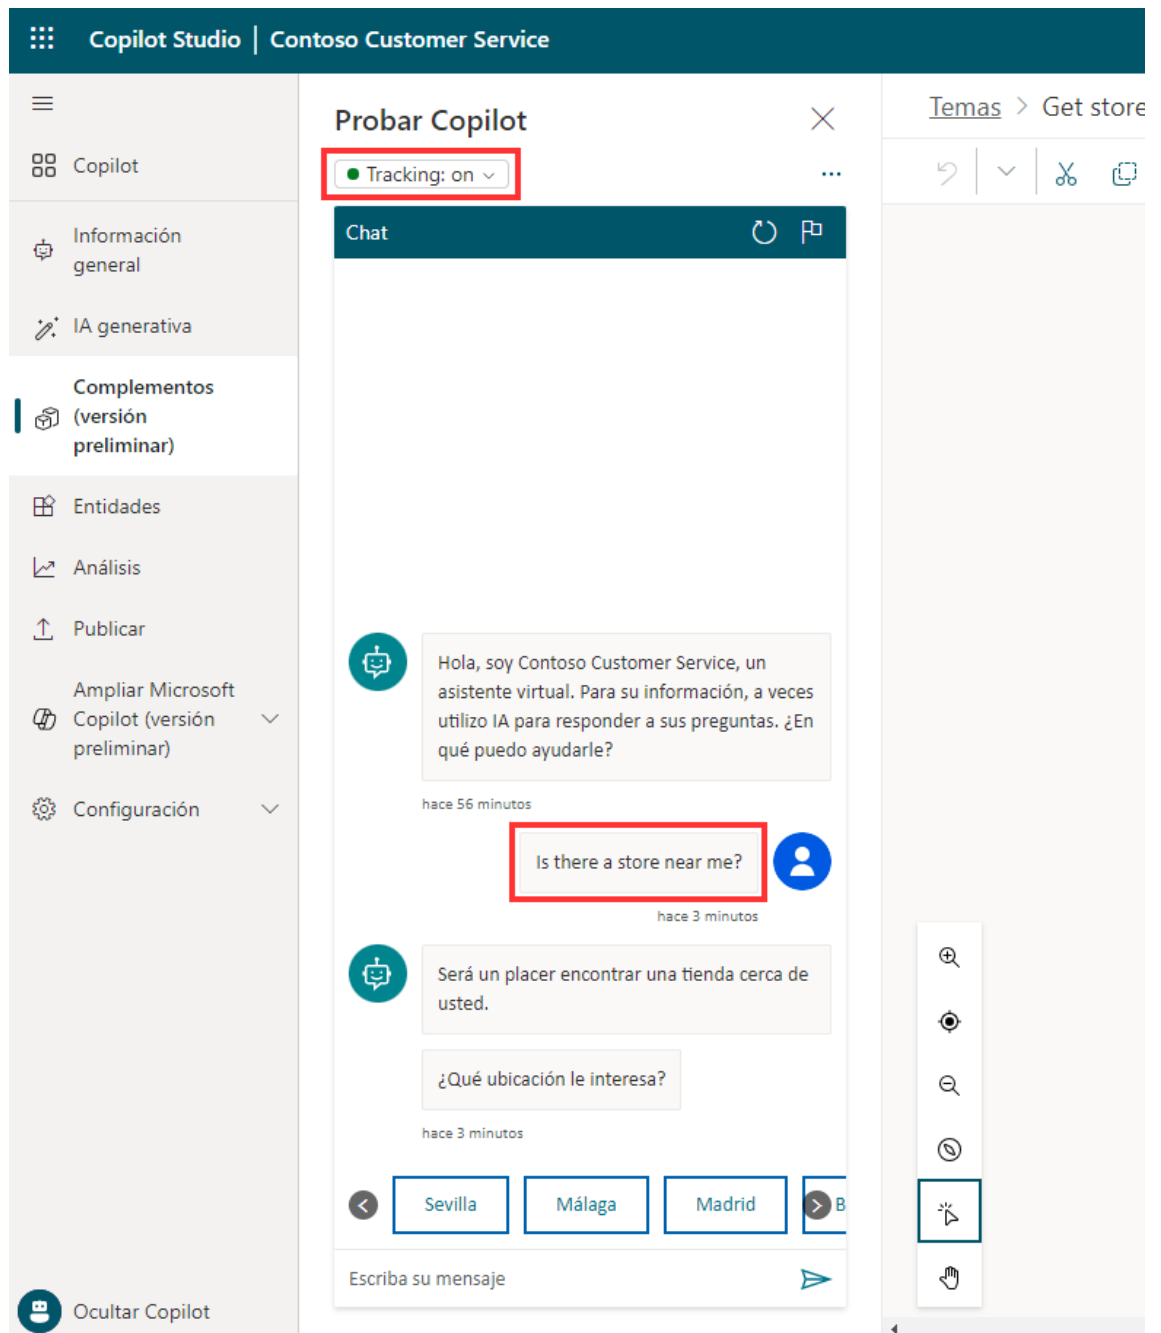 Copilot Studio | Contoso Customer Service
Copilot
Información
general
IA generativa
Complementos
(versión
preliminar)
Entidades
Análisis
Publicar
Ampliar Microsoft
Copilot (versión
preliminar)
Configuración
Ocultar Copilot
Probar Copilot
Tracking: on
Chat
Hola, soy Contoso Customer Service, un
asistente virtual. Para su información, a veces
utilizo IA para responder a sus preguntas. ¿En
qué puedo ayudarle?
hace 56 minutos
Is there a store near me?
hace 3 minutos
Será un placer encontrar una tienda cerca de
usted.
¿Qué ubicación le interesa?
hace 3 minutos
Sevilla
Málaga
Madrid
B
Escriba su mensaje
Temas > Get store